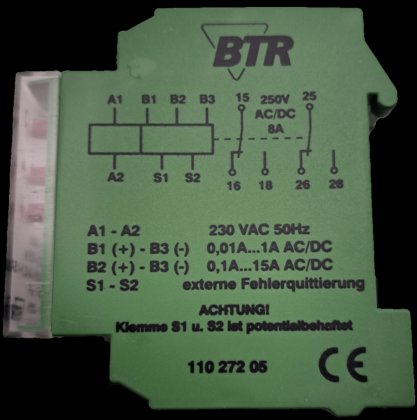 BTR
A1 B1 B2 B3 15 250V 25
AC/DC
8A
A2 S1 S2 16 18 26 28
A1 - A2 230 VAC 50Hz
B1 (+) - B3 (-) 0,01A...1A AC/DC
B2 (+) - B3 (-) 0,1A...15A AC/DC
S1 - S2 externe Fehlerquittierung
ACHTUNG!
Klemme S1 u. S2 ist potentialbehaftet
110 272 05 CE